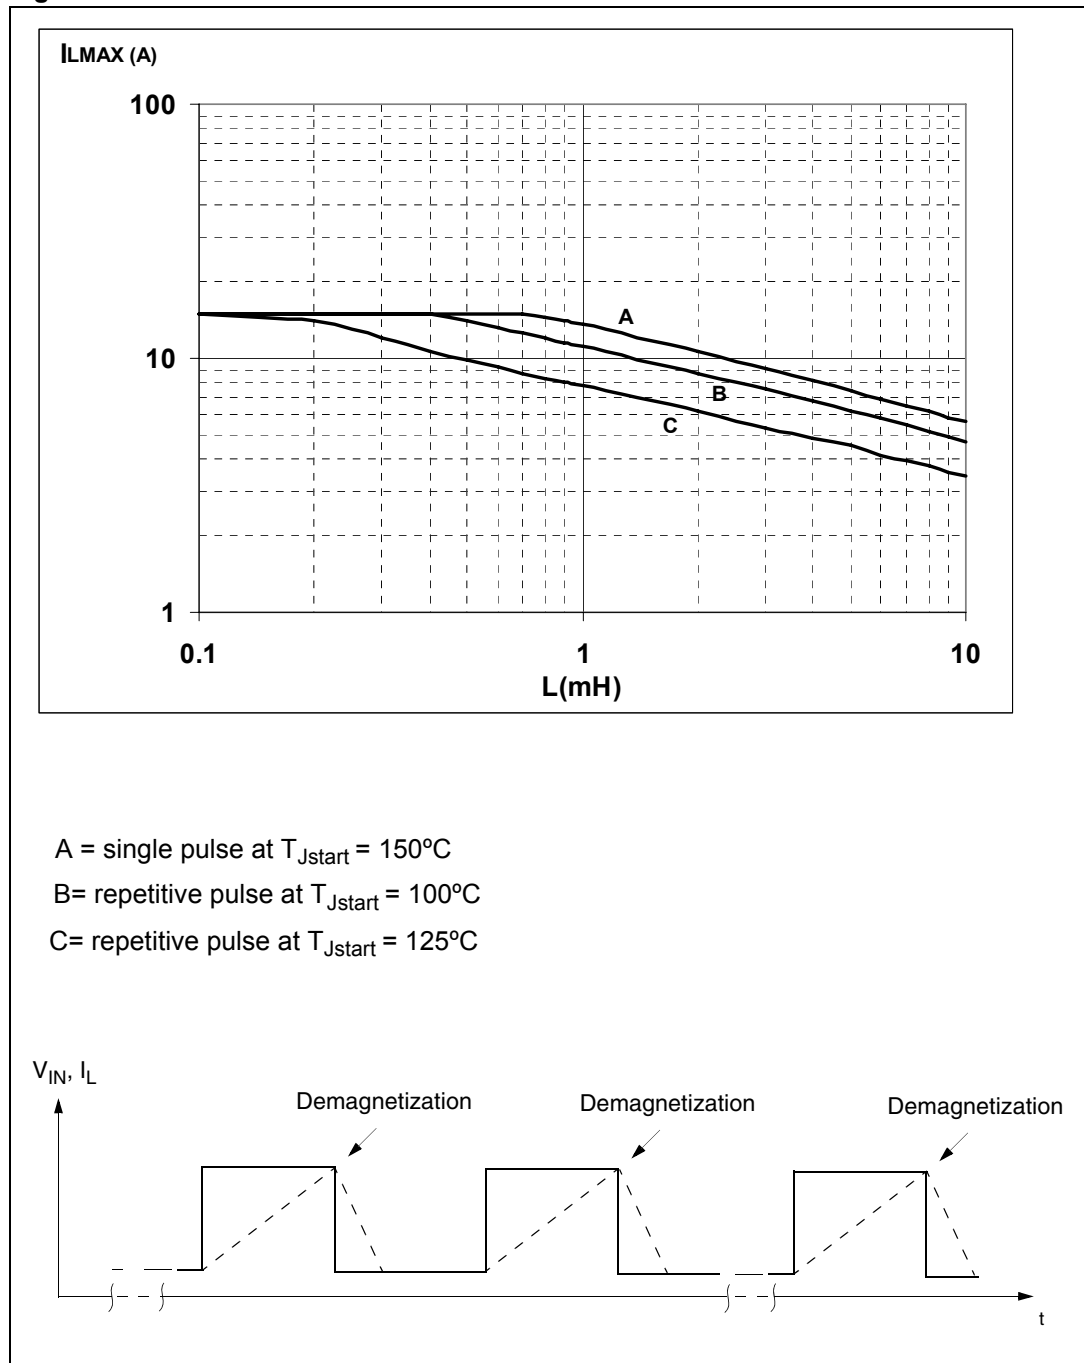 ILMAX (A)
100
10
1
A
B
C
0.1 1 10
L(mH)
A = single pulse at TJstart = 150ºC
B= repetitive pulse at TJstart = 100ºC
C= repetitive pulse at TJstart = 125ºC
VIN, IL
Demagnetization Demagnetization Demagnetization
t